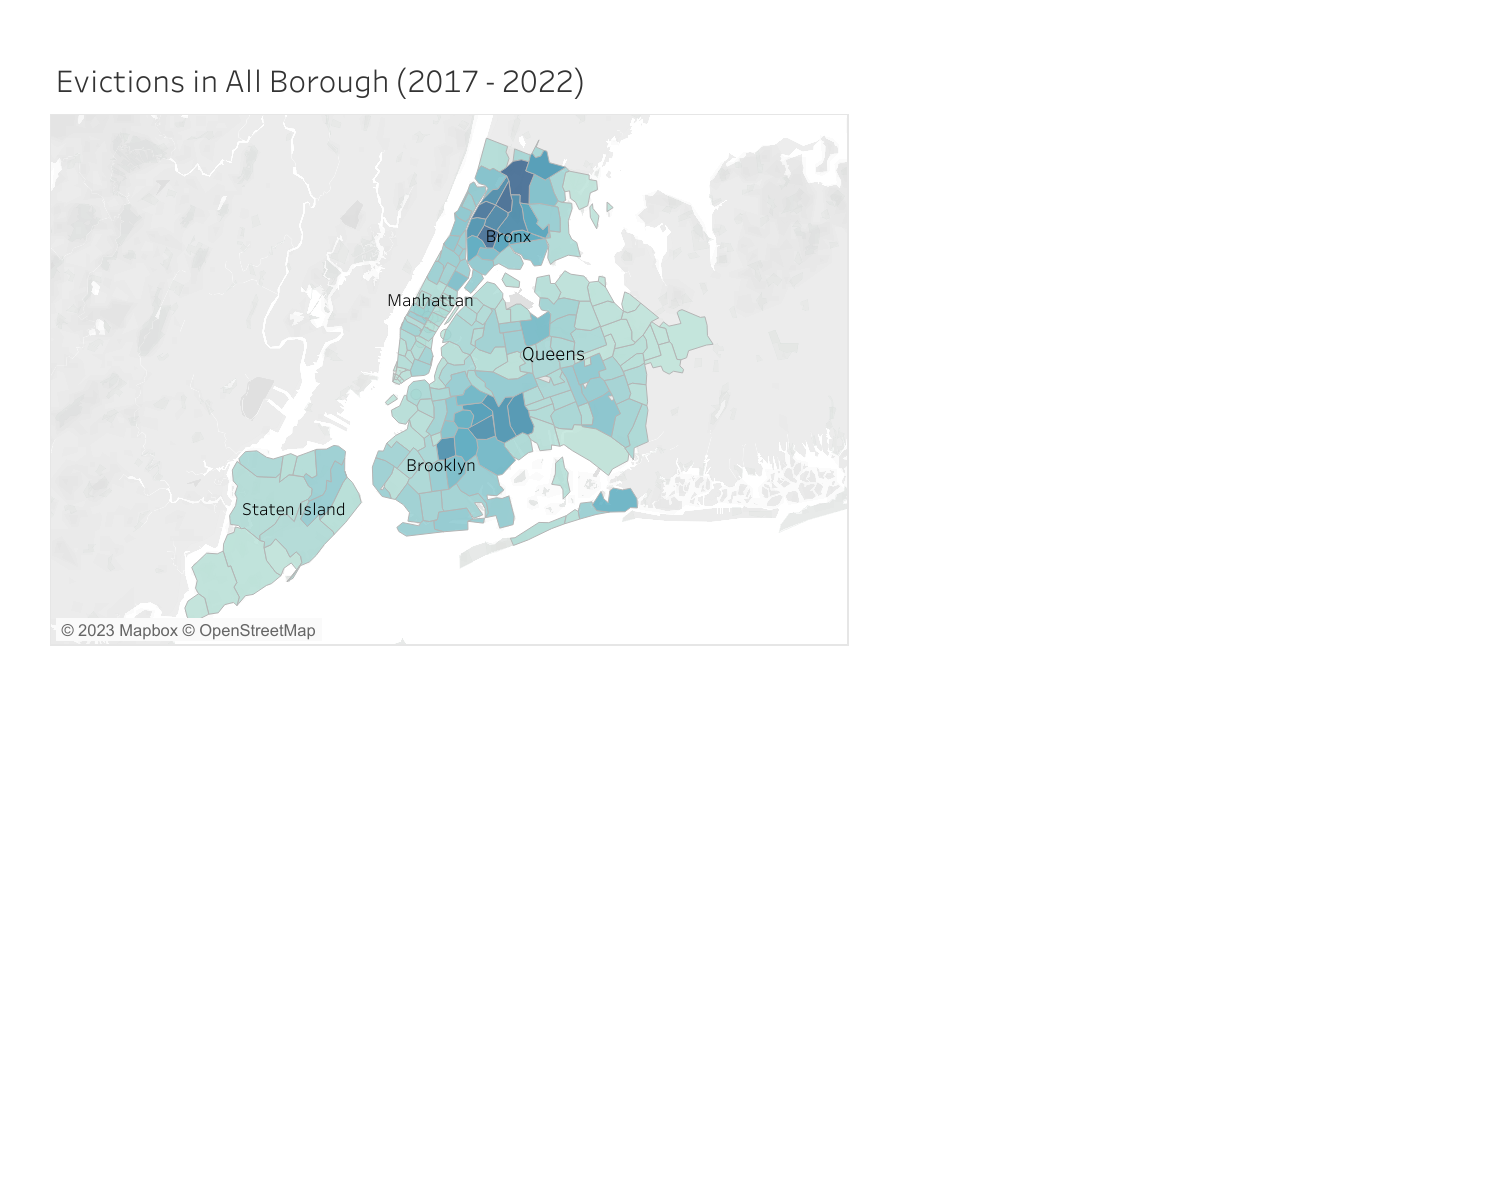 Evictions in All Borough (2017 - 2022)
Bronx
Manhattan
Queens
Brooklyn
Staten Island
© 2023 Mapbox © OpenStreetMap